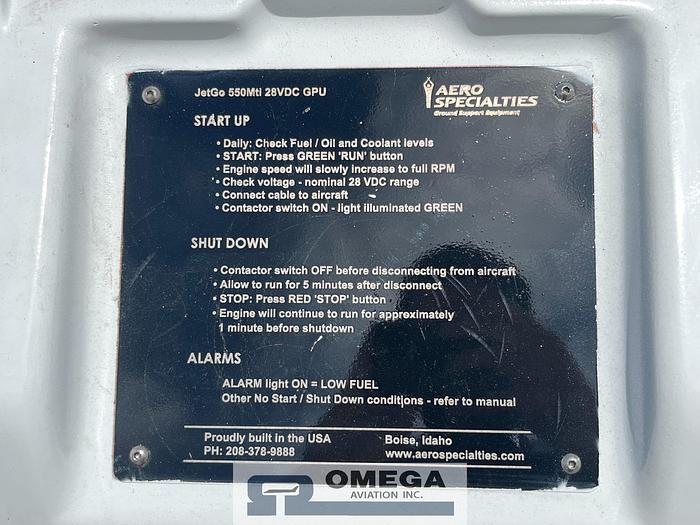 JetGo 550Mti 28VDC GPU
AERO
SPECIALTIES
Ground Support Equipment
START UP
• Daily: Check Fuel / Oil and Coolant levels
• START: Press GREEN 'RUN' button
• Engine speed will slowly increase to full RPM
• Check voltage - nominal 28 VDC range
• Connect cable to aircraft
• Contactor switch ON - light illuminated GREEN
SHUT DOWN
• Contactor switch OFF before disconnecting from aircraft
• Allow to run for 5 minutes after disconnect
• STOP: Press RED 'STOP' button
• Engine will continue to run for approximately
1 minute before shutdown
ALARMS
ALARM light ON = LOW FUEL
Other No Start / Shut Down conditions - refer to manual
Proudly built in the USA Boise, Idaho
PH: 208-378-9888 www.aerospecialties.com
OMEGA
AVIATION INC.